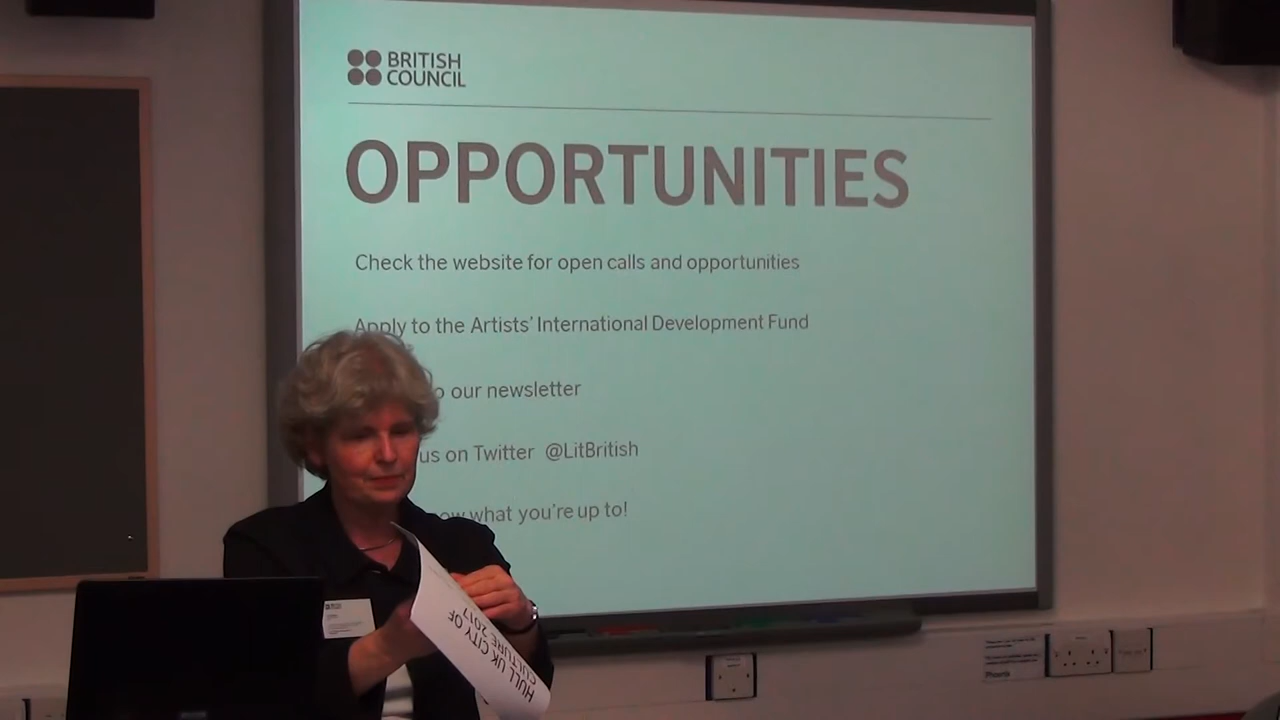 BRITISH
COUNCIL
OPPORTUNITIES
Check the website for open calls and opportunities
Apply to the Artists' International Development Fund
our newsletter
us on Twitter @LitBritish
what you're up to!
BRITISH
HULL UK CITY OF
CULTURE 2017